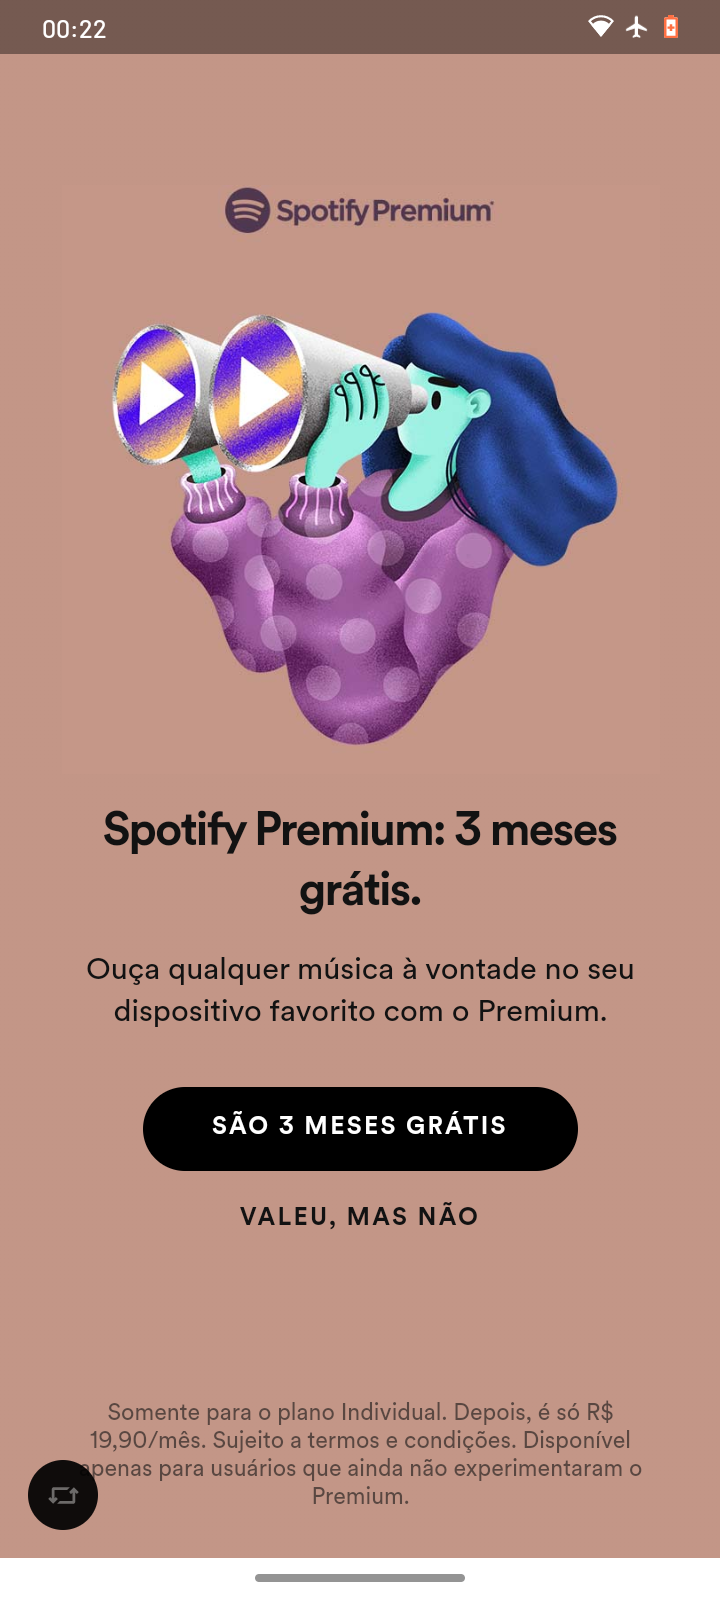 00:22
Spotify Premium
Spotify Premium: 3 meses
grátis.
Ouça qualquer música à vontade no seu
dispositivo favorito com o Premium.
SÃO 3 MESES GRÁTIS
VALEU, MAS NÃO
Somente para o plano Individual. Depois, é só R$
19,90/mês. Sujeito a termos e condições. Disponível
apenas para usuários que ainda não experimentaram o
Premium.